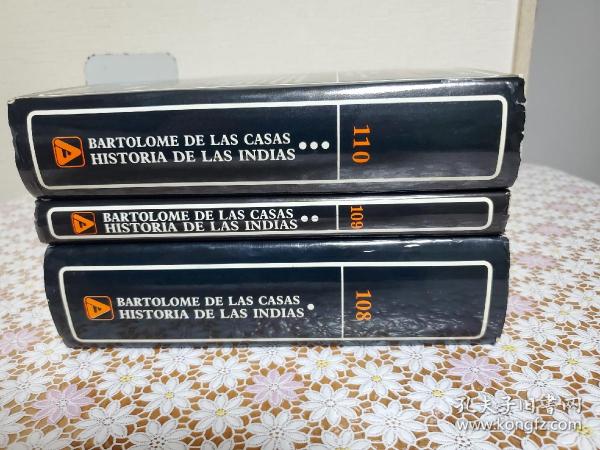 BARTOLOME DE LAS CASAS
HISTORIA DE LAS INDIAS
110
BARTOLOME DE LAS CASAS
HISTORIA DE LAS INDIAS
109
BARTOLOME DE LAS CASAS
HISTORIA DE LAS INDIAS
108
孔夫子旧书网
www.kongfz.com